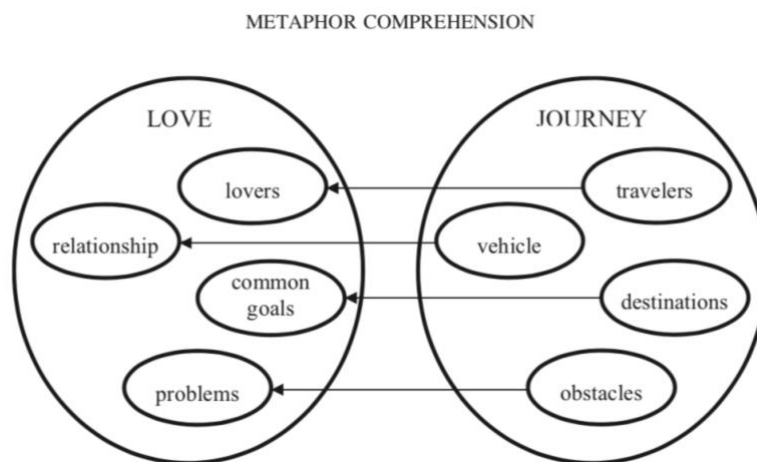 METAPHOR COMPREHENSION
LOVE
JOURNEY
lovers
travelers
relationship
vehicle
common
goals
destinations
problems
obstacles